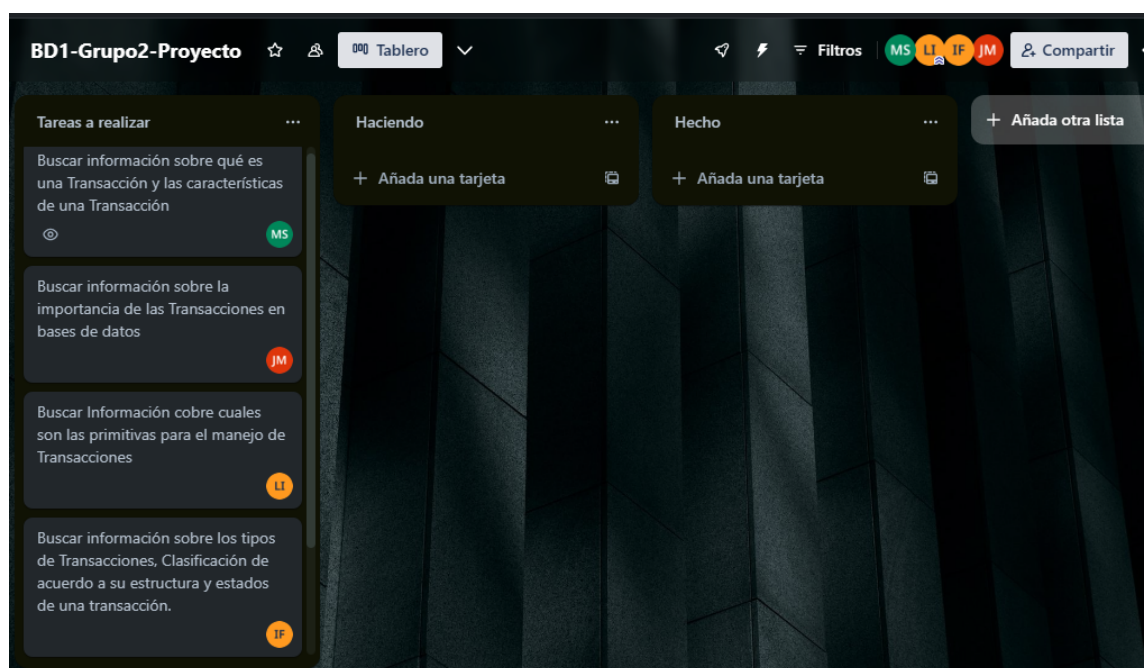 BD1-Grupo2-Proyecto
Tablero
Filtros
MS
LI
IF
JM
Compartir
Tareas a realizar
Buscar información sobre qué es
una Transacción y las características
de una Transacción
MS
Buscar información sobre la
importancia de las Transacciones en
bases de datos
JM
Buscar Información cobre cuales
son las primitivas para el manejo de
Transacciones
LI
Buscar información sobre los tipos
de Transacciones, Clasificación de
acuerdo a su estructura y estados
de una transacción.
IF
Haciendo
+ Añada una tarjeta
Hecho
+ Añada una tarjeta
+ Añada otra lista